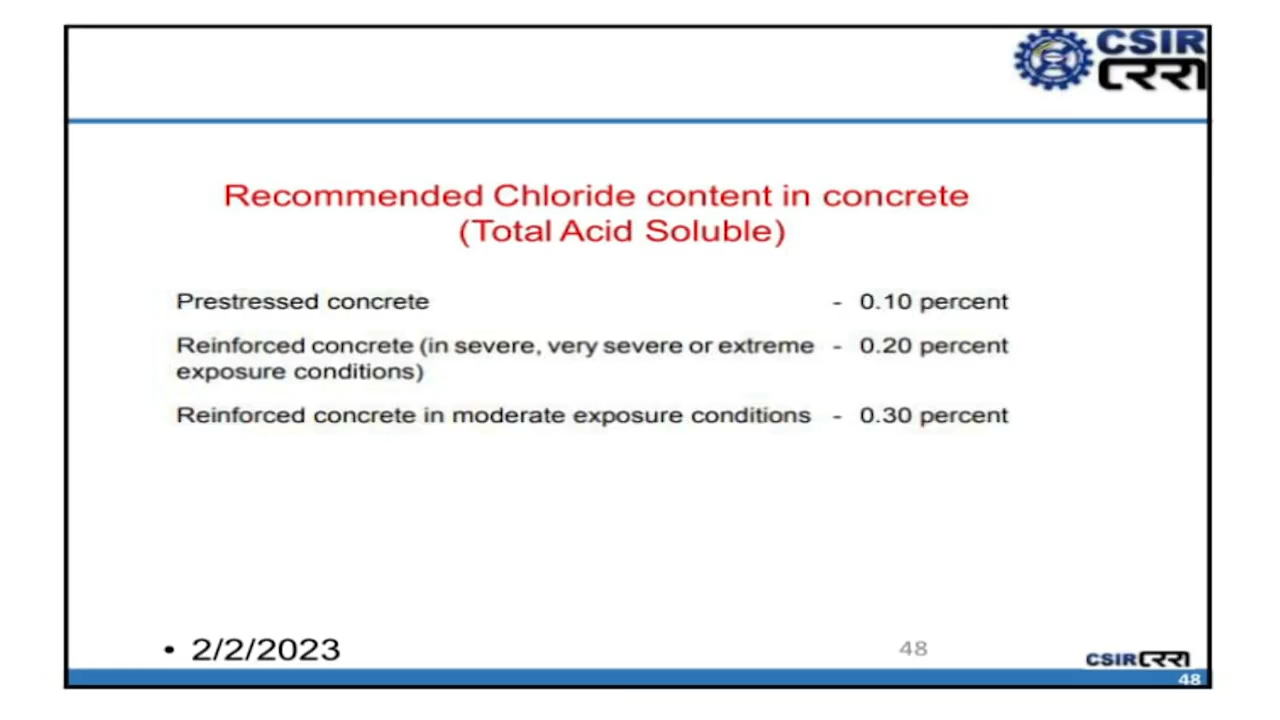 CSIR
सीआरआरआई
Recommended Chloride content in concrete
(Total Acid Soluble)
Prestressed concrete - 0.10 percent
Reinforced concrete (in severe, very severe or extreme - 0.20 percent
exposure conditions)
Reinforced concrete in moderate exposure conditions - 0.30 percent
• 2/2/2023
48
CSIR
48